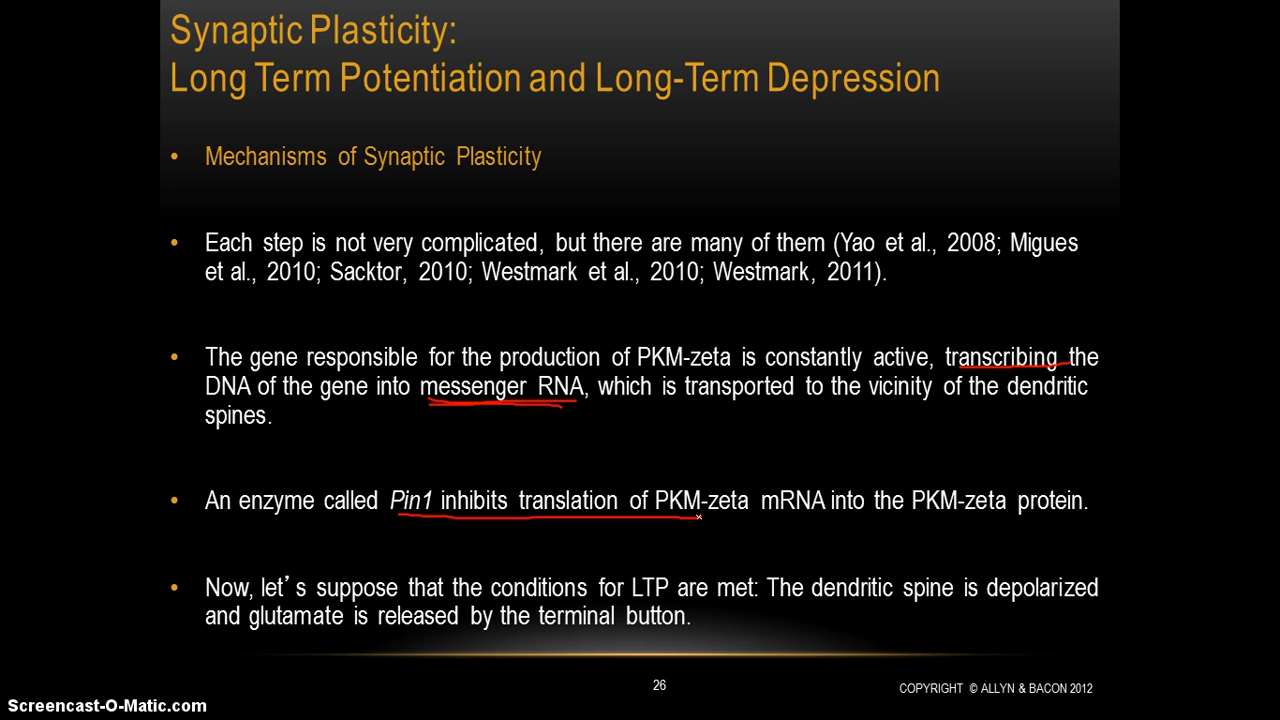 Synaptic Plasticity:
Long Term Potentiation and Long-Term Depression
• Mechanisms of Synaptic Plasticity
• Each step is not very complicated, but there are many of them (Yao et al., 2008; Migues
et al., 2010; Sacktor, 2010; Westmark et al., 2010; Westmark, 2011).
• The gene responsible for the production of PKM-zeta is constantly active, transcribing the
DNA of the gene into messenger RNA, which is transported to the vicinity of the dendritic
spines.
• An enzyme called Pin1 inhibits translation of PKM-zeta mRNA into the PKM-zeta protein.
• Now, let’s suppose that the conditions for LTP are met: The dendritic spine is depolarized
and glutamate is released by the terminal button.
26
COPYRIGHT © ALLYN & BACON 2012
Screencast-O-Matic.com